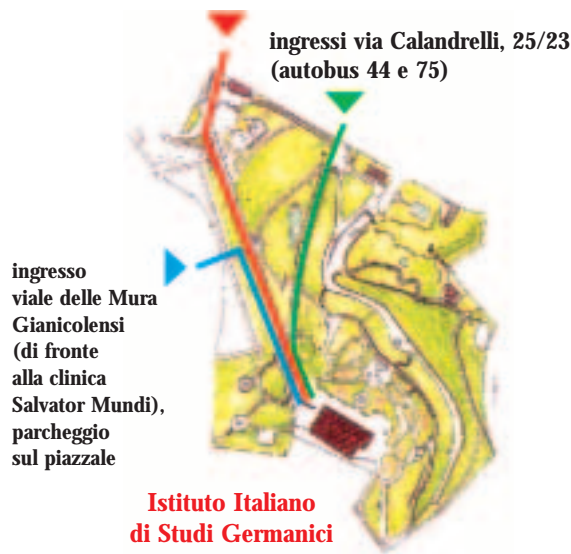 ingressi via Calandrelli, 25/23
(autobus 44 e 75)
ingresso
viale delle Mura
Gianicolensi
(di fronte
alla clinica
Salvator Mundi),
parcheggio
sul piazzale
Istituto Italiano
di Studi Germanici